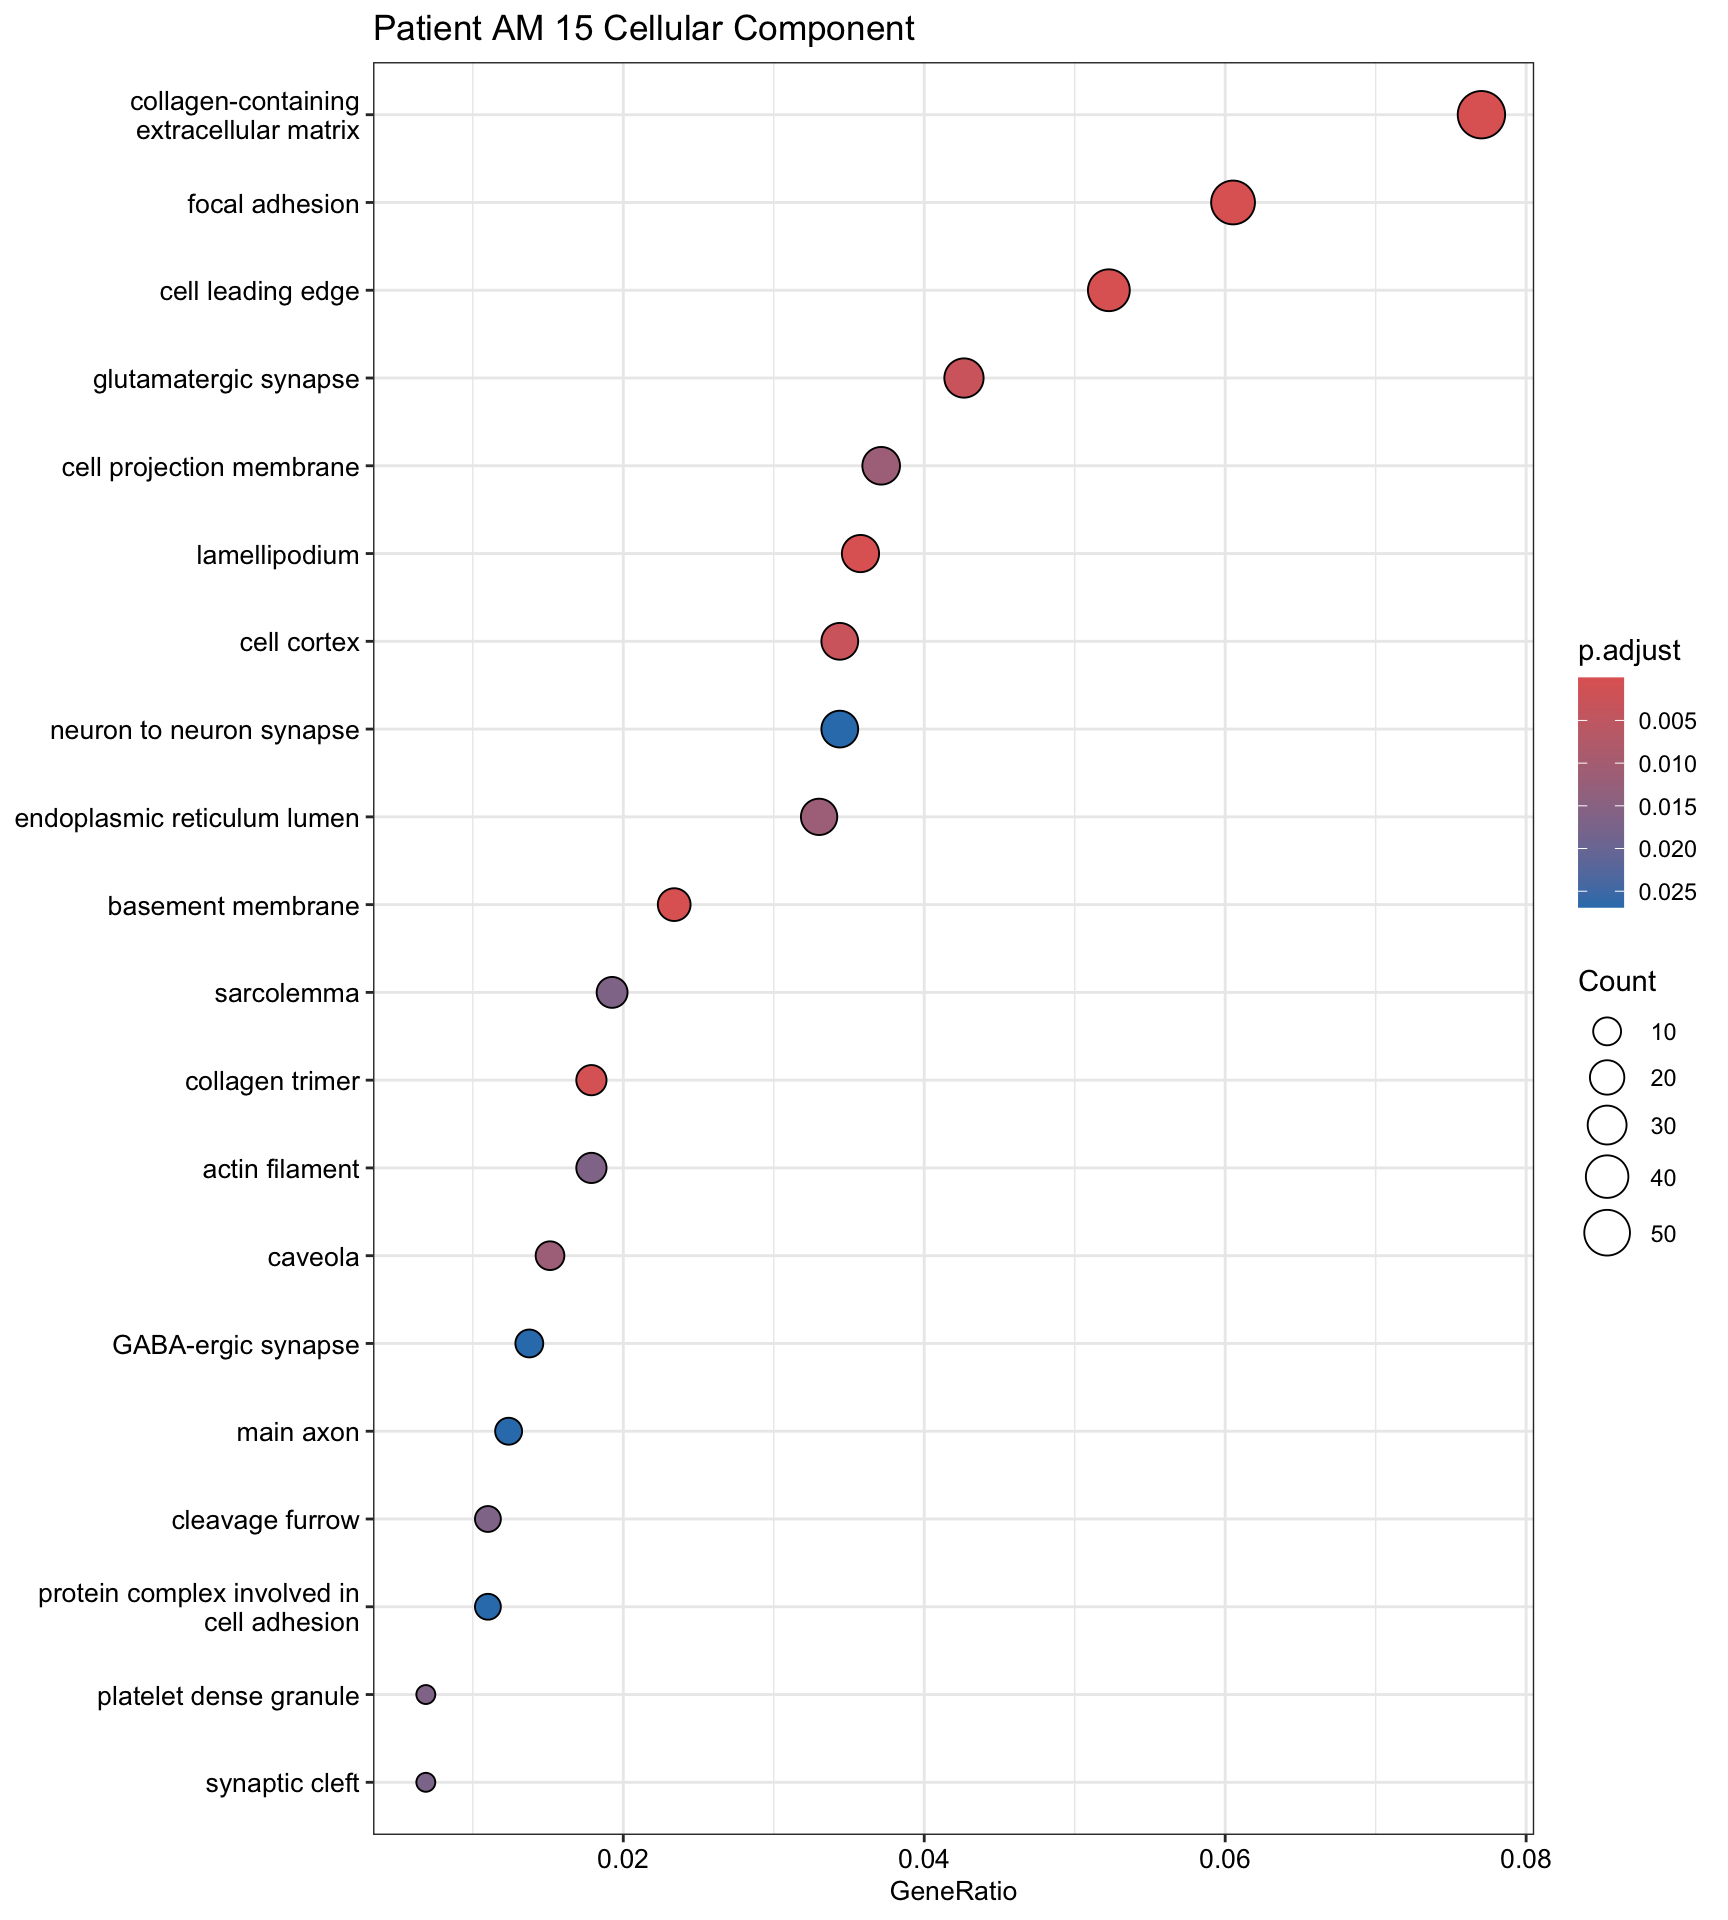 Patient AM 15 Cellular Component
collagen-containing
extracellular matrix
focal adhesion
cell leading edge
glutamatergic synapse
cell projection membrane
lamellipodium
cell cortex
neuron to neuron synapse
endoplasmic reticulum lumen
basement membrane
sarcolemma
collagen trimer
actin filament
caveola
GABA-ergic synapse
main axon
cleavage furrow
protein complex involved in
cell adhesion
platelet dense granule
synaptic cleft
0.02 0.04 0.06 0.08
GeneRatio
p.adjust
0.005
0.010
0.015
0.020
0.025
Count
10
20
30
40
50